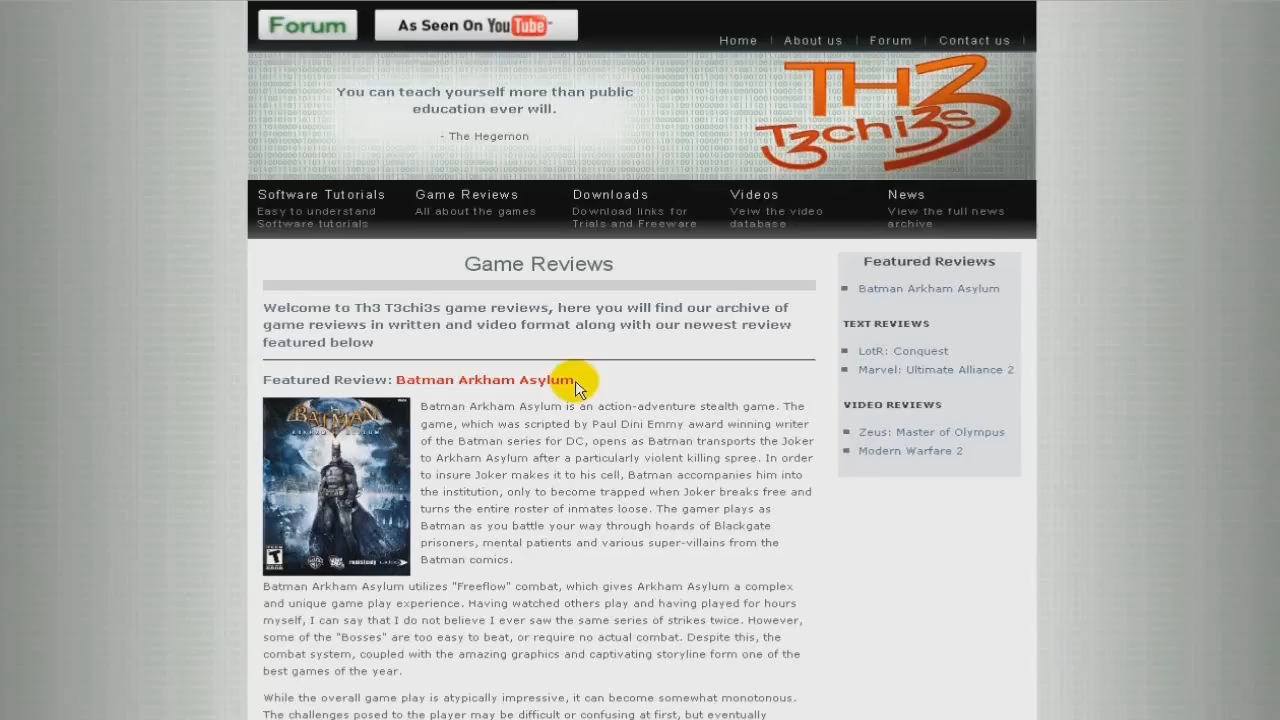 Forum
As Seen On YouTube
Home
About us
Forum
Contact us
You can teach yourself more than public
education ever will.
- The Hegemon
TH3
T3chi3s
Software Tutorials
Easy to understand
Software tutorials
Game Reviews
All about the games
Downloads
Download links for
Trials and Freeware
Videos
Veiw the video
database
News
View the full news
archive
Game Reviews
Welcome to Th3 T3chi3s game reviews, here you will find our archive of
game reviews in written and video format along with our newest review
featured below
Featured Review: Batman Arkham Asylum
BATMAN
ARKHAM ASYLUM
T
Batman Arkham Asylum is an action-adventure stealth game. The
game, which was scripted by Paul Dini Emmy award winning writer
of the Batman series for DC, opens as Batman transports the Joker
to Arkham Asylum after a particularly violent killing spree. In order
to insure Joker makes it to his cell, Batman accompanies him into
the institution, only to become trapped when Joker breaks free and
turns the entire roster of inmates loose. The gamer plays as
Batman as you battle your way through hoards of Blackgate
prisoners, mental patients and various super-villains from the
Batman comics.
Batman Arkham Asylum utilizes "Freeflow" combat, which gives Arkham Asylum a complex
and unique game play experience. Having watched others play and having played for hours
myself, I can say that I do not believe I ever saw the same series of strikes twice. However,
some of the "Bosses" are too easy to beat, or require no actual combat. Despite this, the
combat system, coupled with the amazing graphics and captivating storyline form one of the
best games of the year.
While the overall game play is atypically impressive, it can become somewhat monotonous.
The challenges posed to the player may be difficult or confusing at first, but eventually
Featured Reviews
Batman Arkham Asylum
TEXT REVIEWS
LotR: Conquest
Marvel: Ultimate Alliance 2
VIDEO REVIEWS
Zeus: Master of Olympus
Modern Warfare 2